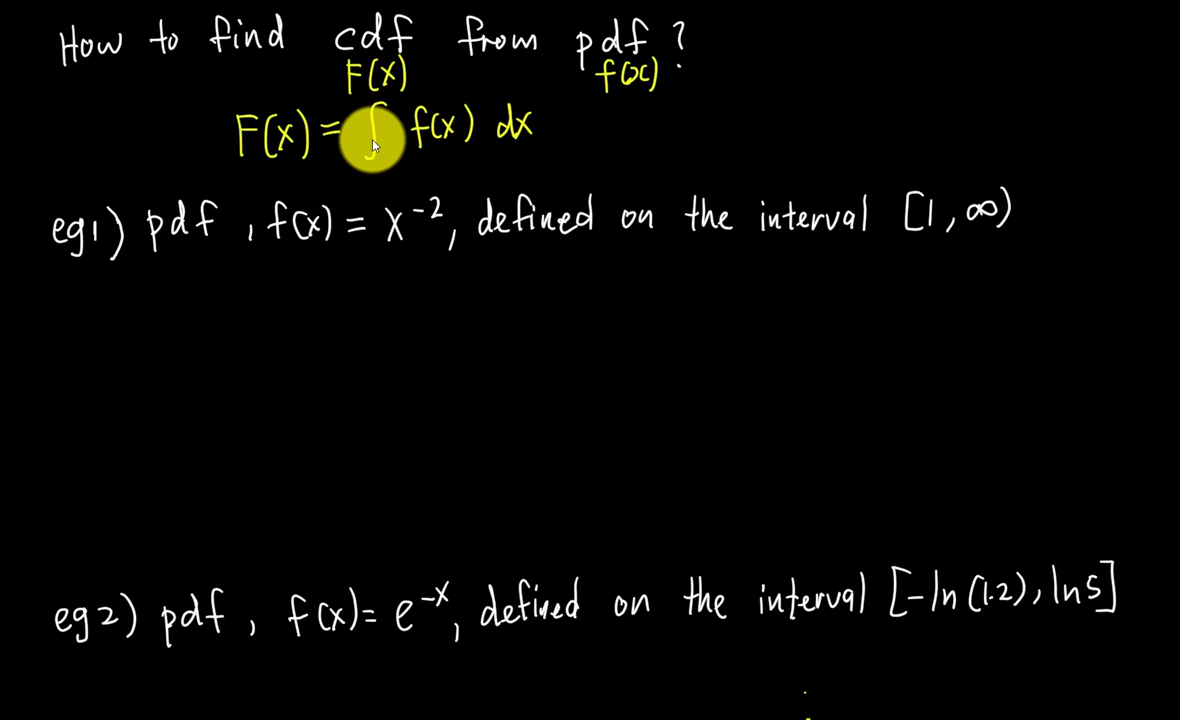 How to find cdf from pdf ?
F(x) f(x)
F(x) = ∫ f(x) dx
eg1) pdf , f(x) = x⁻², defined on the interval [1, ∞)
eg2) pdf , f(x) = e⁻ˣ, defined on the interval [-ln(1.2), ln5]